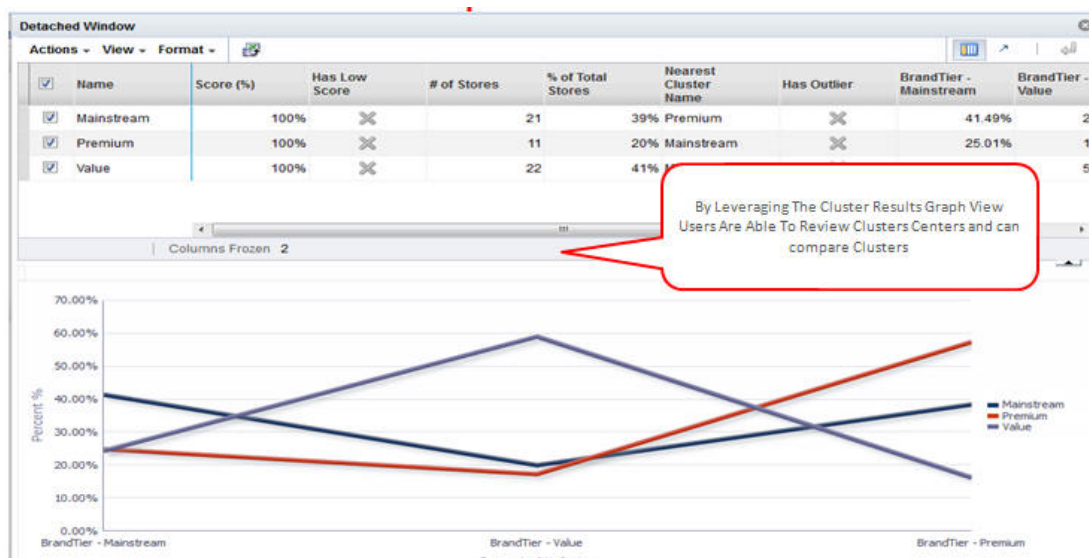 Detached Window
Actions View Format
Name Score (%) Has Low Score # of Stores % of Total Stores Nearest Cluster Name Has Outlier BrandTier - Mainstream BrandTier - Value
Mainstream 100% 21 39% Premium 41.49% 2
Premium 100% 11 20% Mainstream 25.01% 1
Value 100% 22 41% 5
By Leveraging The Cluster Results Graph View
Users Are Able To Review Clusters Centers and can
compare Clusters
Columns Frozen 2
70.00%
60.00%
50.00%
40.00%
30.00%
20.00%
10.00%
0.00%
Percent %
Mainstream
Premium
Value
BrandTier - Mainstream BrandTier - Value BrandTier - Premium